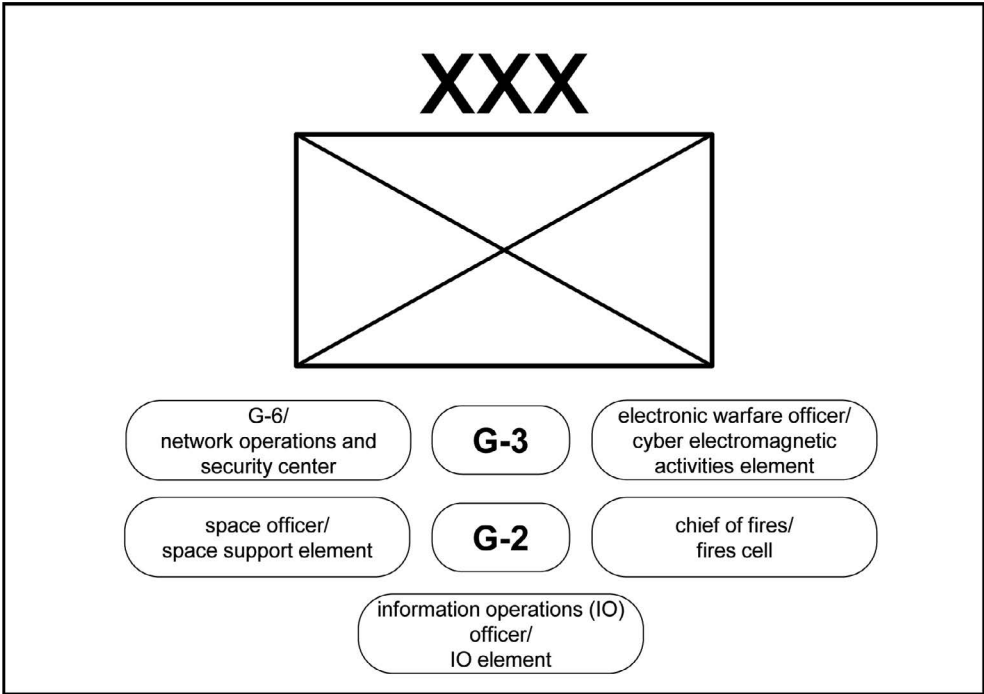 XXX
G-6/
network operations and
security center
G-3
electronic warfare officer/
cyber electromagnetic
activities element
space officer/
space support element
G-2
chief of fires/
fires cell
information operations (IO)
officer/
IO element